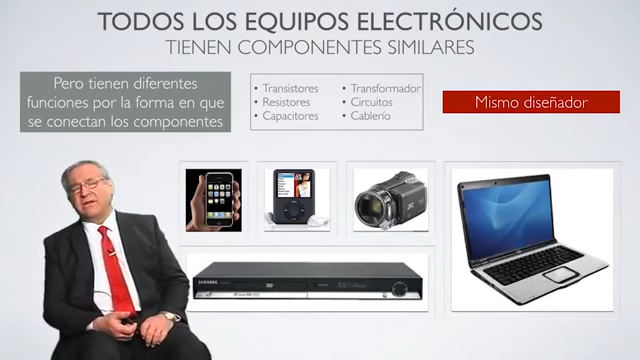 TODOS LOS EQUIPOS ELECTRÓNICOS
TIENEN COMPONENTES SIMILARES
Pero tienen diferentes
funciones por la forma en que
se conectan los componentes
• Transistores
• Resistores
• Capacitores
• Transformador
• Circuitos
• Cablerío
Mismo diseñador
JVC
SAMSUNG